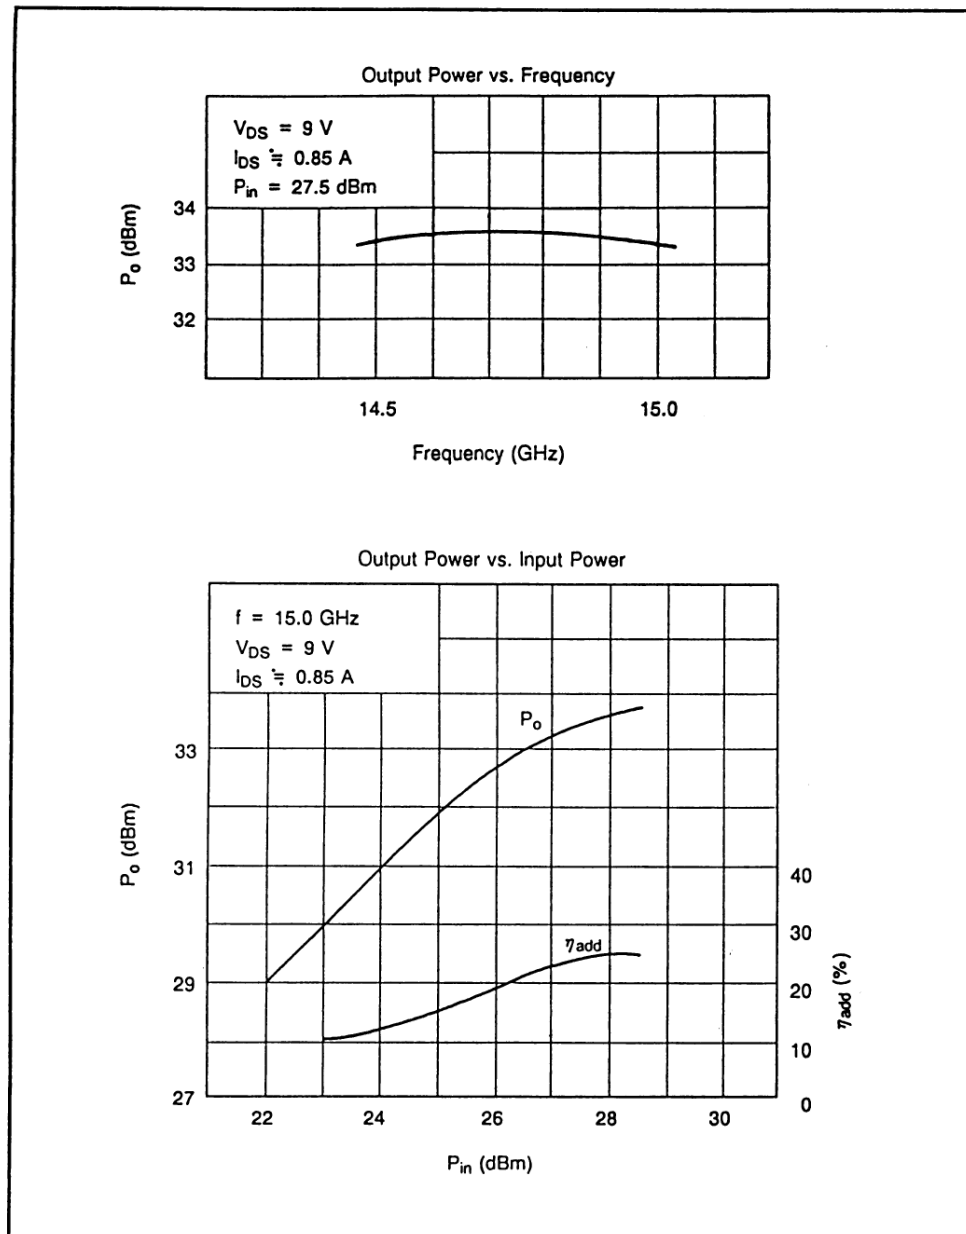 Output Power vs. Frequency
VDS = 9 V
IDS ≒ 0.85 A
Pin = 27.5 dBm
34
33
32
Po (dBm)
14.5 15.0
Frequency (GHz)
Output Power vs. Input Power
f = 15.0 GHz
VDS = 9 V
IDS ≒ 0.85 A
Po
33
31
29
27
Po (dBm)
ηadd
40
30
20
10
0
ηadd (%)
22 24 26 28 30
Pin (dBm)